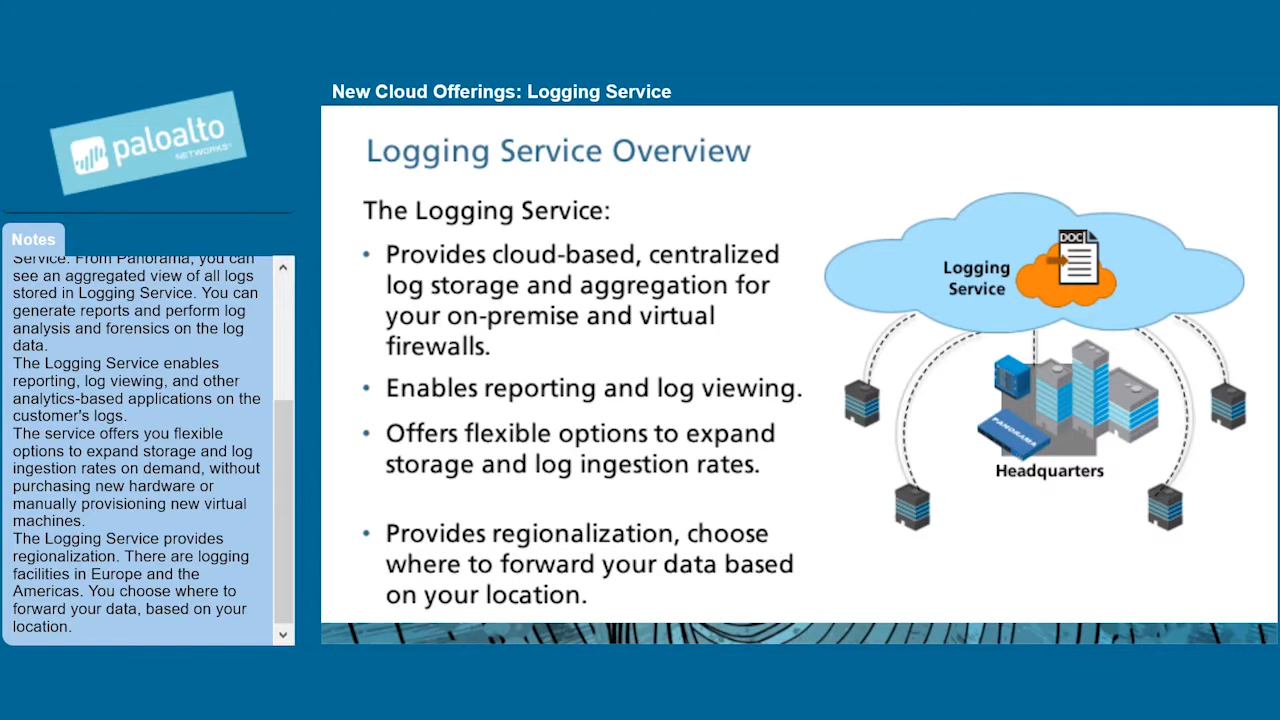 New Cloud Offerings: Logging Service
paloalto
NETWORKS
Notes
Service. From Panorama, you can
see an aggregated view of all logs
stored in Logging Service. You can
generate reports and perform log
analysis and forensics on the log
data.
The Logging Service enables
reporting, log viewing, and other
analytics-based applications on the
customer's logs.
The service offers you flexible
options to expand storage and log
ingestion rates on demand, without
purchasing new hardware or
manually provisioning new virtual
machines.
The Logging Service provides
regionalization. There are logging
facilities in Europe and the
Americas. You choose where to
forward your data, based on your
location.
Logging Service Overview
The Logging Service:
• Provides cloud-based, centralized
log storage and aggregation for
your on-premise and virtual
firewalls.
• Enables reporting and log viewing.
• Offers flexible options to expand
storage and log ingestion rates.
• Provides regionalization, choose
where to forward your data based
on your location.
DOC
Logging
Service
PANORAMA
Headquarters